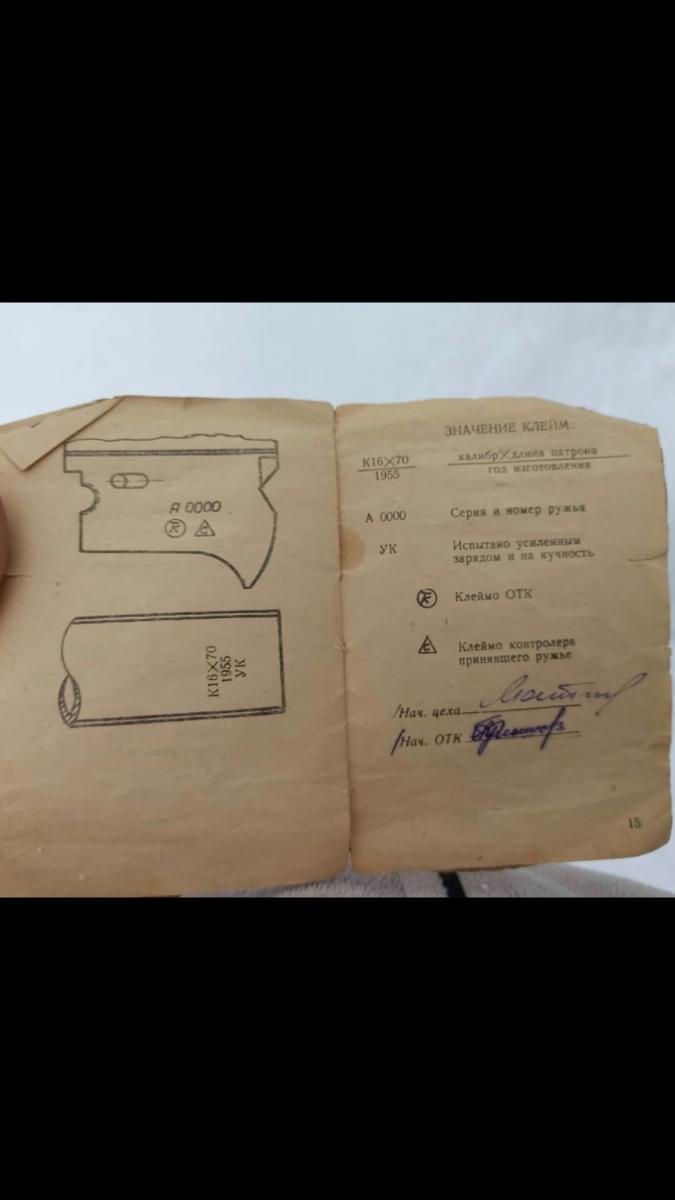 А 0000
К16×70
1955
УК
ЗНАЧЕНИЕ КЛЕЙМ:
К16×70 калибр×длина патрона
1955 год изготовления
А 0000 Серия и номер ружья
УК Испытано усиленным
зарядом и на кучность
Клеймо ОТК
С Клеймо контролера
принявшего ружье
/Нач. цеха
/Нач. ОТК
15